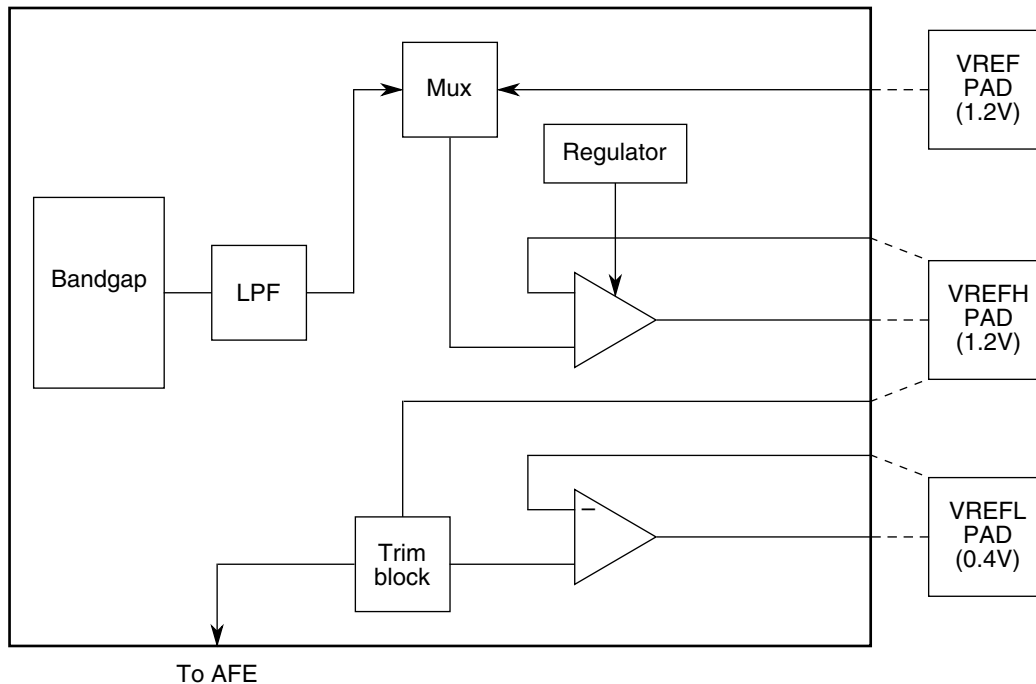 Mux
VREF
PAD
(1.2V)
Regulator
Bandgap
LPF
VREFH
PAD
(1.2V)
Trim
block
VREFL
PAD
(0.4V)
To AFE